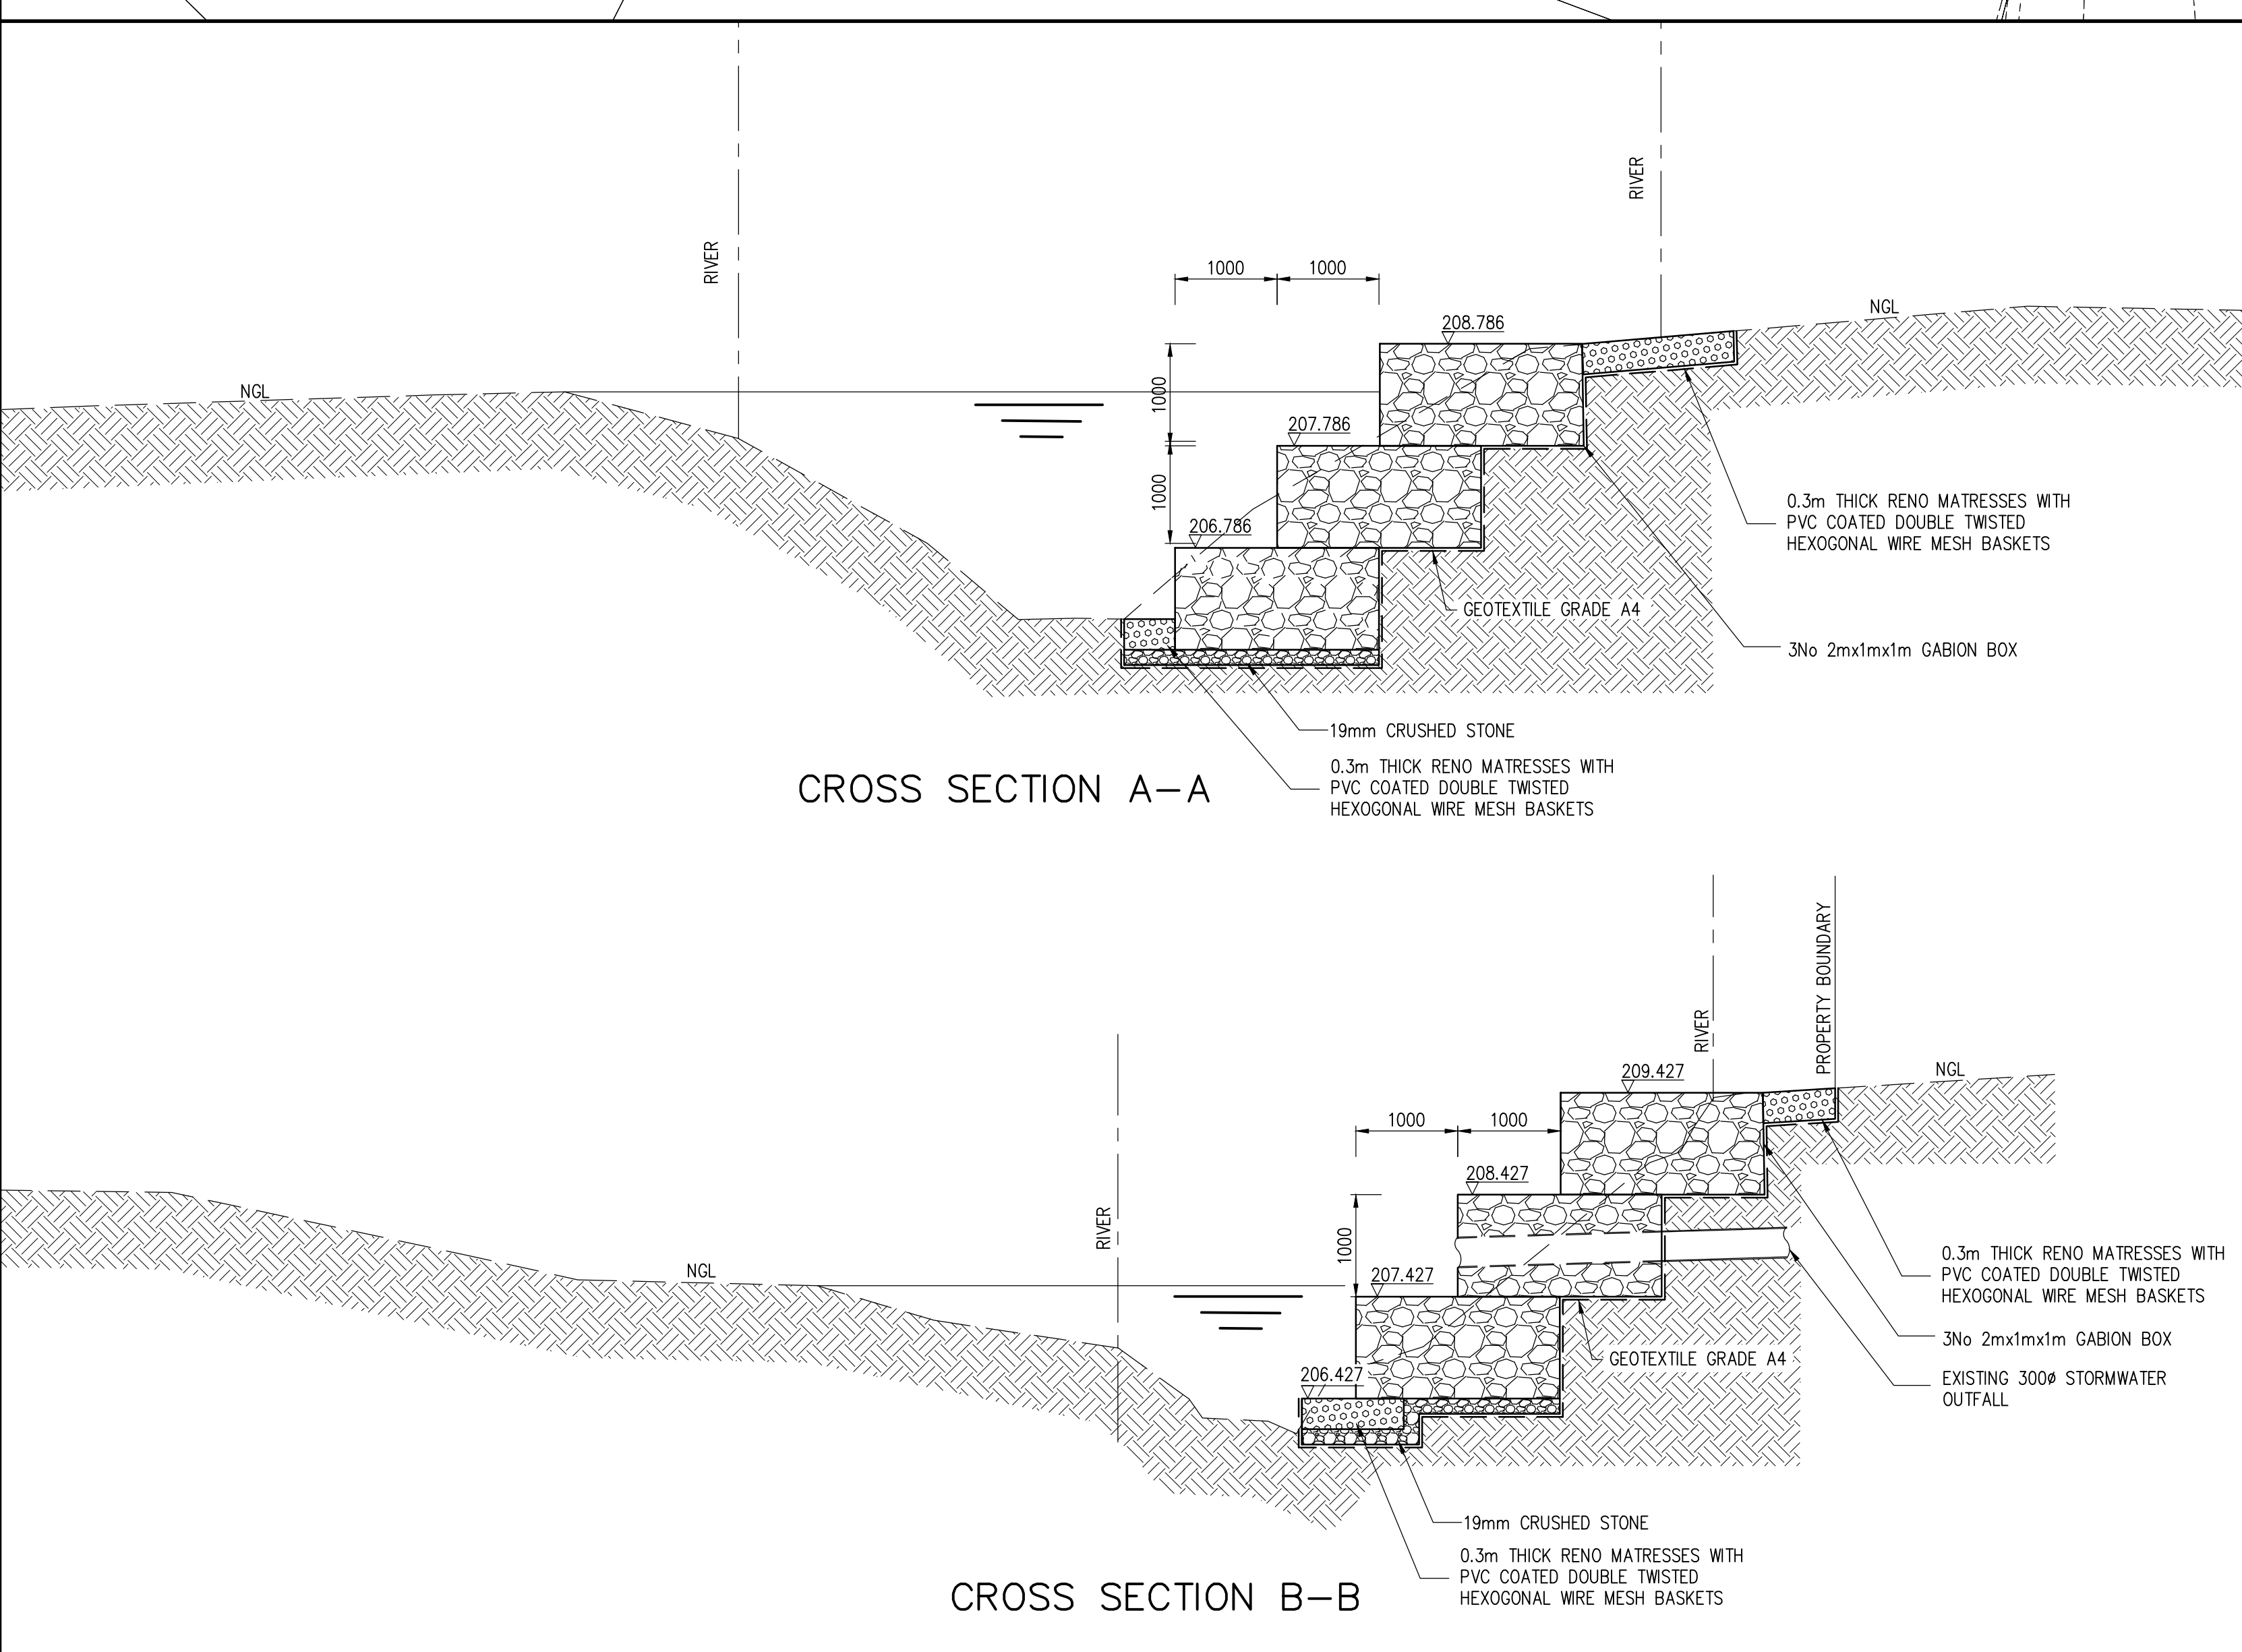 RIVER
RIVER
1000
1000
208.786
NGL
NGL
1000
207.786
1000
206.786
0.3m THICK RENO MATRESSES WITH
PVC COATED DOUBLE TWISTED
HEXOGONAL WIRE MESH BASKETS
GEOTEXTILE GRADE A4
3No 2mx1mx1m GABION BOX
19mm CRUSHED STONE
0.3m THICK RENO MATRESSES WITH
PVC COATED DOUBLE TWISTED
HEXOGONAL WIRE MESH BASKETS
CROSS SECTION A-A
PROPERTY BOUNDARY
RIVER
RIVER
209.427
NGL
1000
1000
208.427
1000
NGL
207.427
206.427
0.3m THICK RENO MATRESSES WITH
PVC COATED DOUBLE TWISTED
HEXOGONAL WIRE MESH BASKETS
3No 2mx1mx1m GABION BOX
GEOTEXTILE GRADE A4
EXISTING 300ø STORMWATER
OUTFALL
19mm CRUSHED STONE
0.3m THICK RENO MATRESSES WITH
PVC COATED DOUBLE TWISTED
HEXOGONAL WIRE MESH BASKETS
CROSS SECTION B-B